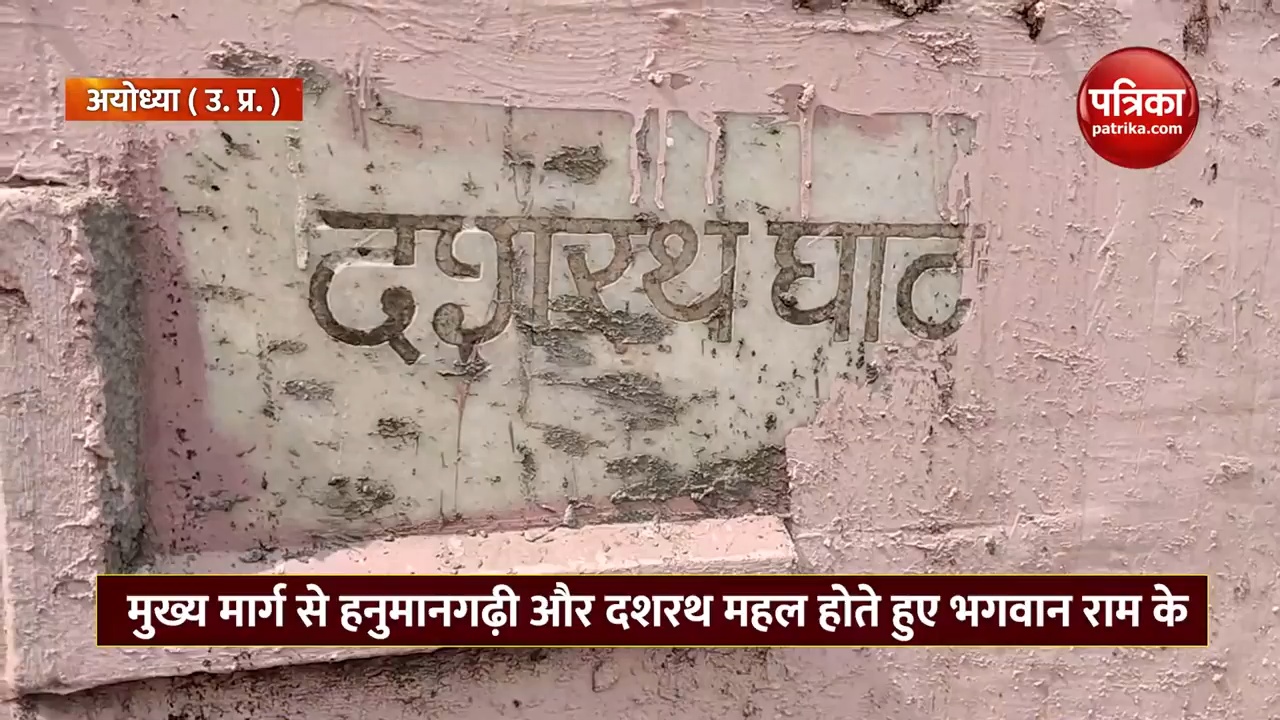 अयोध्या ( उ. प्र. )
पत्रिका
patrika.com
दशरथ घाट
मुख्य मार्ग से हनुमानगढ़ी और दशरथ महल होते हुए भगवान राम के